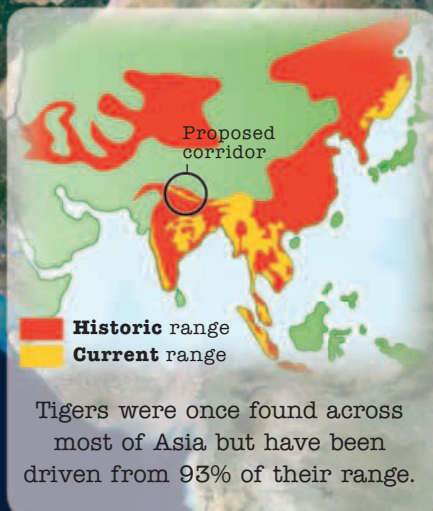 Proposed
corridor
Historic range
Current range
Tigers were once found across
most of Asia but have been
driven from 93% of their range.